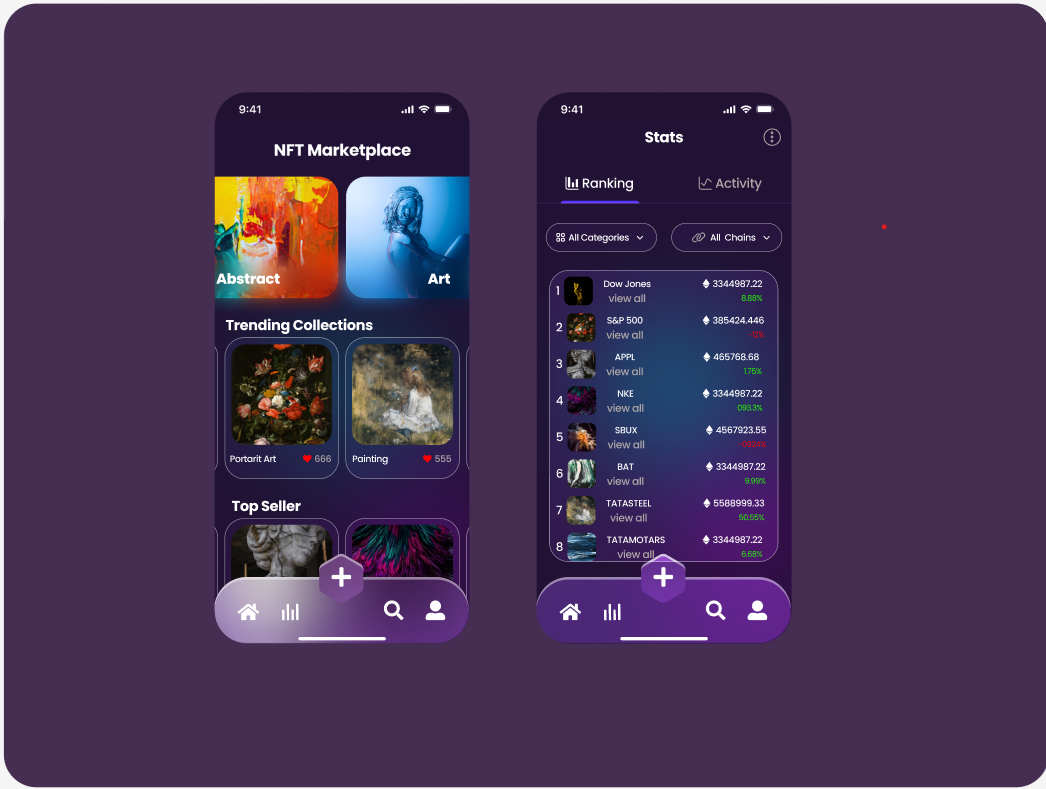 9:41
NFT Marketplace
Abstract
Art
Trending Collections
Portarit Art
666
Painting
555
Top Seller
9:41
Stats
Ranking
Activity
All Categories
All Chains
1
Dow Jones
3344987.22
view all
8.88%
2
S&P 500
385424.446
view all
3
APPL
465768.68
view all
1.75%
4
NKE
3344987.22
view all
093.3%
5
SBUX
4567923.55
view all
6
BAT
3344987.22
view all
9.99%
7
TATASTEEL
5588999.33
view all
50.55%
8
TATAMOTARS
3344987.22
view all
6.68%